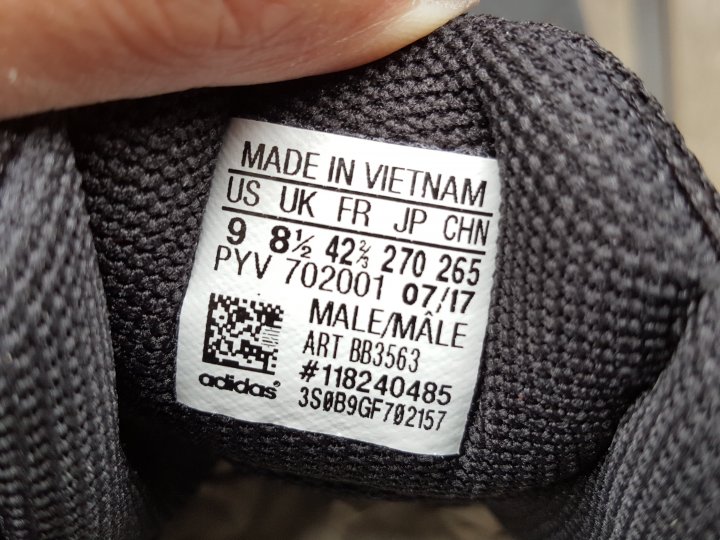 MADE IN VIETNAM
US UK FR JP CHN
9 8½ 42⅔ 270 265
PYV 702001 07/17
MALE/MÂLE
ART BB3563
#118240485
3S0B9GF702157
adidas